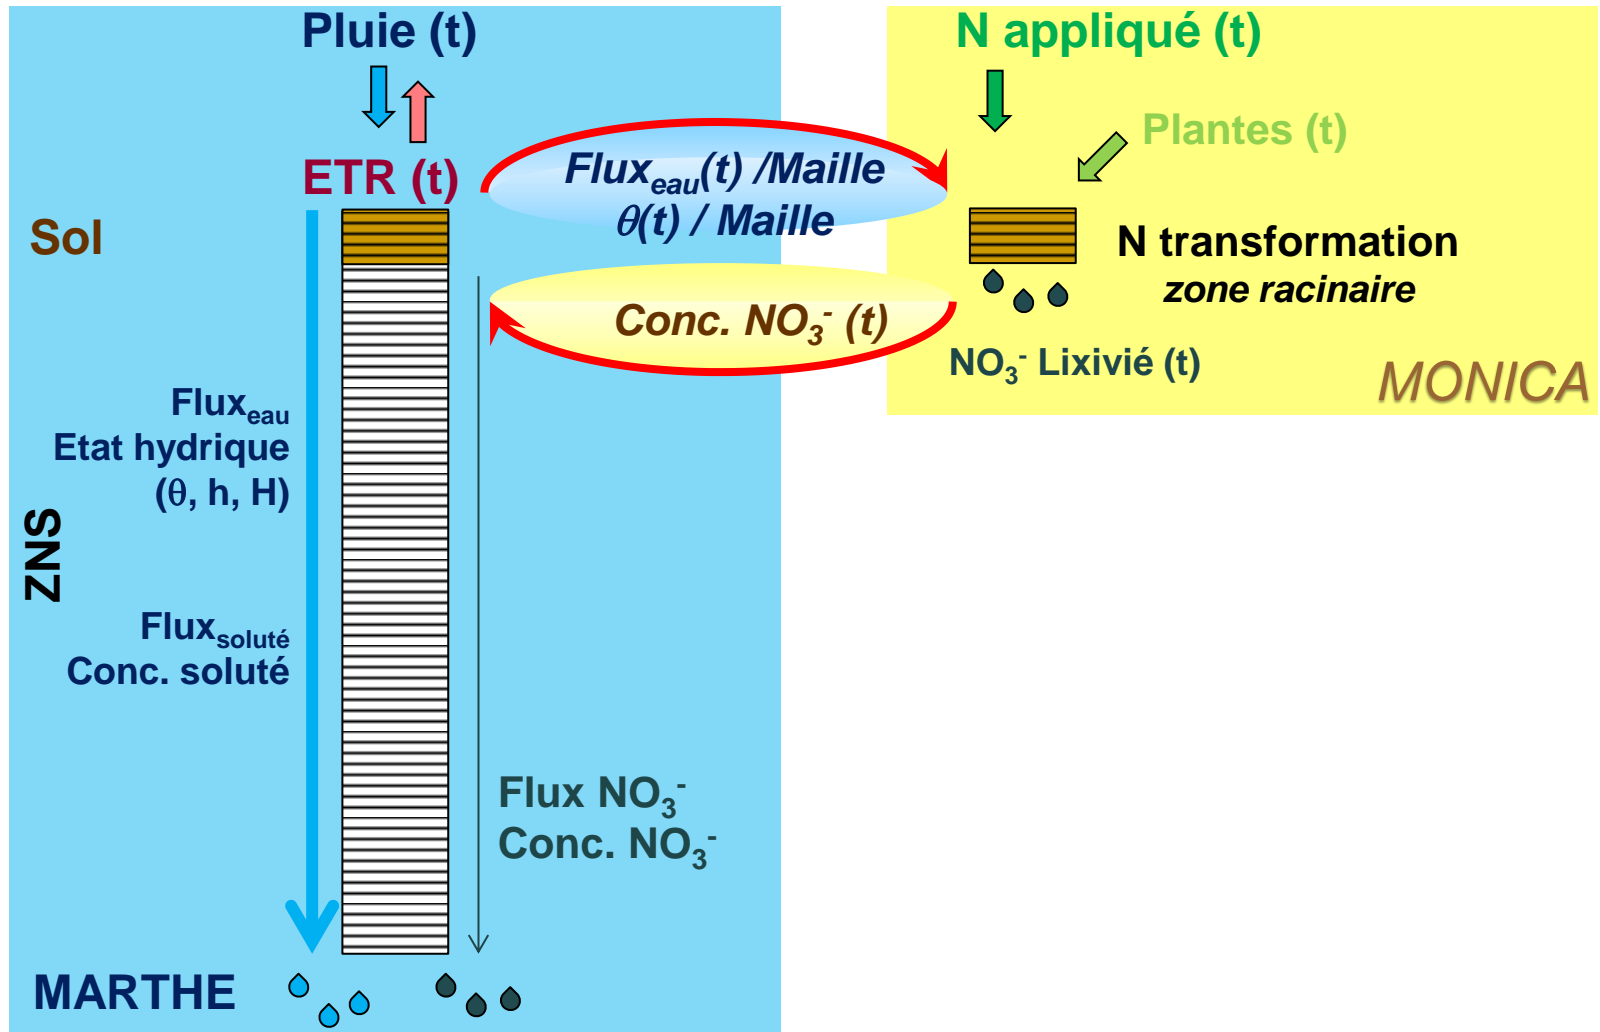 Pluie (t)
ETR (t)
Sol
Flux_eau
Etat hydrique
(θ, h, H)
ZNS
Flux_soluté
Conc. soluté
Flux NO₃⁻
Conc. NO₃⁻
MARTHE
Flux_eau(t) /Maille
θ(t) / Maille
Conc. NO₃⁻ (t)
N appliqué (t)
Plantes (t)
N transformation
zone racinaire
NO₃⁻ Lixivié (t)
MONICA